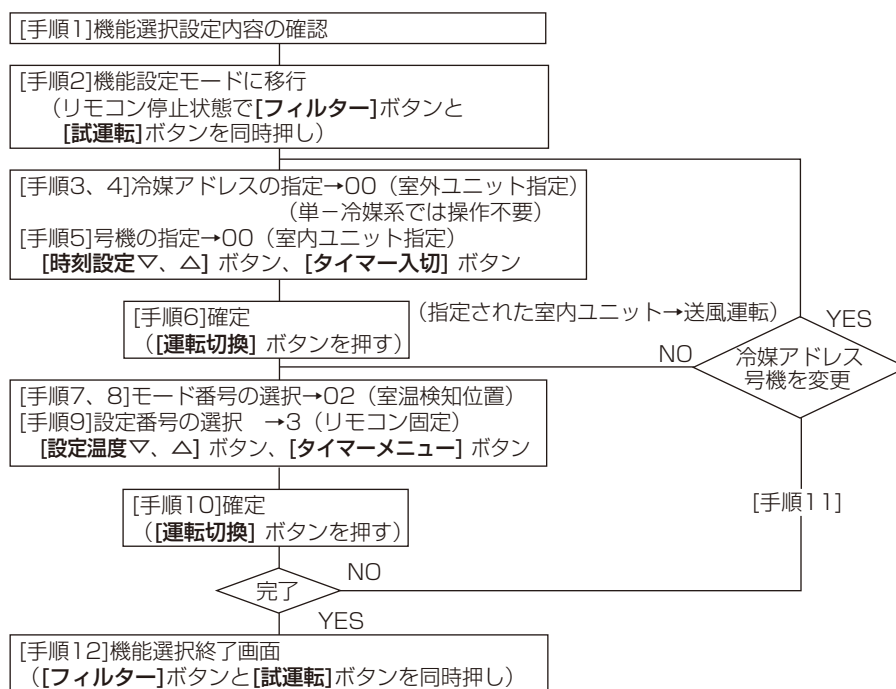 [手順1]機能選択設定内容の確認
[手順2]機能設定モードに移行
（リモコン停止状態で[フィルター]ボタンと
[試運転]ボタンを同時押し）
[手順3、4]冷媒アドレスの指定→00（室外ユニット指定）
（単一冷媒系では操作不要）
[手順5]号機の指定→00（室内ユニット指定）
[時刻設定▽、△] ボタン、[タイマー入切] ボタン
[手順6]確定
（[運転切換] ボタンを押す）
（指定された室内ユニット→送風運転）
YES
NO
冷媒アドレス
号機を変更
[手順7、8]モード番号の選択→02（室温検知位置）
[手順9]設定番号の選択　→3（リモコン固定）
[設定温度▽、△] ボタン、[タイマーメニュー] ボタン
[手順10]確定
（[運転切換] ボタンを押す）
[手順11]
完了
NO
YES
[手順12]機能選択終了画面
（[フィルター]ボタンと[試運転]ボタンを同時押し）